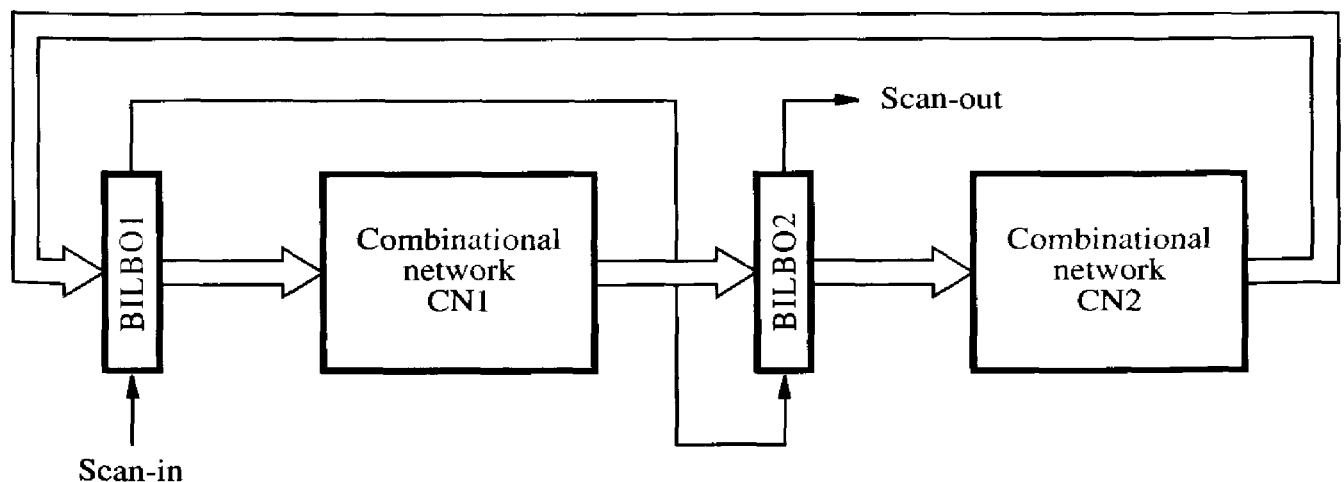 Scan-out
BILBO1
Combinational
network
CN1
BILBO2
Combinational
network
CN2
Scan-in